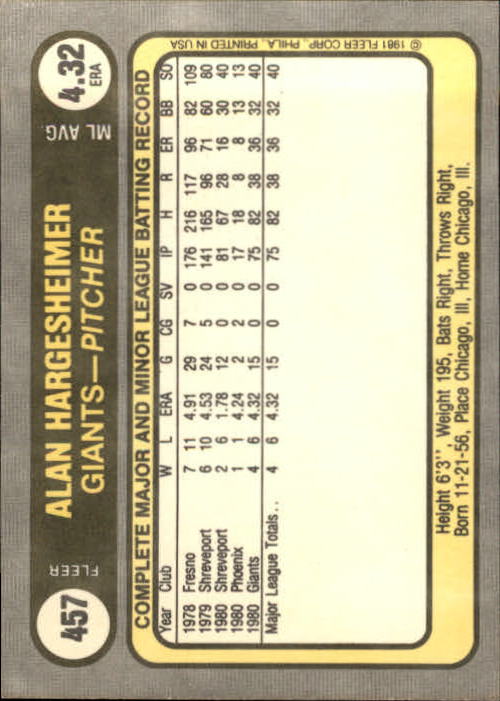 457
FLEER
ALAN HARGESHEIMER
GIANTS—PITCHER
ML AVG.
4.32
ERA
COMPLETE MAJOR AND MINOR LEAGUE BATTING RECORD
Year Club W L ERA G CG SV IP H R ER BB SO
1978 Fresno 7 11 4.91 29 7 0 176 216 117 96 82 109
1979 Shreveport 6 10 4.53 24 5 0 141 165 96 71 60 80
1980 Shreveport 2 6 1.78 12 0 0 81 67 28 16 30 40
1980 Phoenix 1 1 4.24 2 2 0 17 18 8 8 13 13
1980 Giants 4 6 4.32 15 0 0 75 82 38 36 32 40
Major League Totals.. 4 6 4.32 15 0 0 75 82 38 36 32 40
Height 6'3", Weight 195, Bats Right, Throws Right,
Born 11-21-56, Place Chicago, Ill, Home Chicago, Ill.
© 1981 FLEER CORP., PHILA., PRINTED IN USA